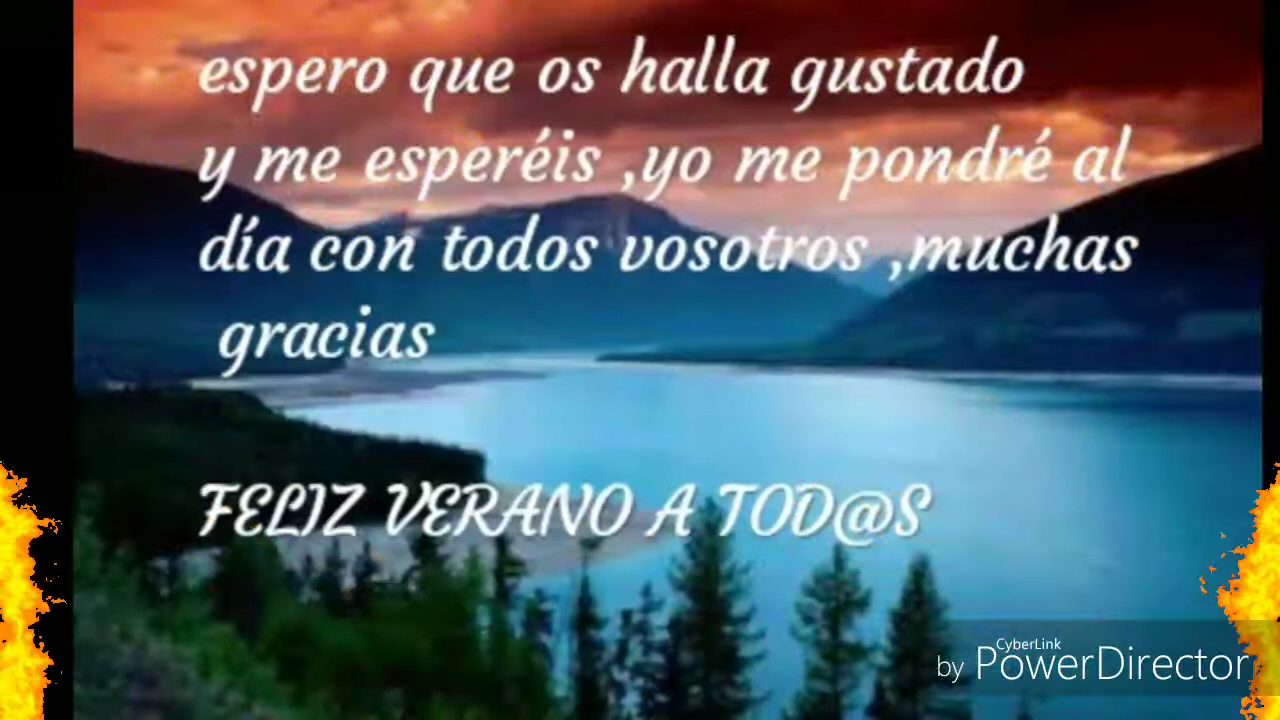 espero que os halla gustado
y me esperéis ,yo me pondré al
día con todos vosotros ,muchas
gracias
FELIZ VERANO A TOD@S
CyberLink
by PowerDirector